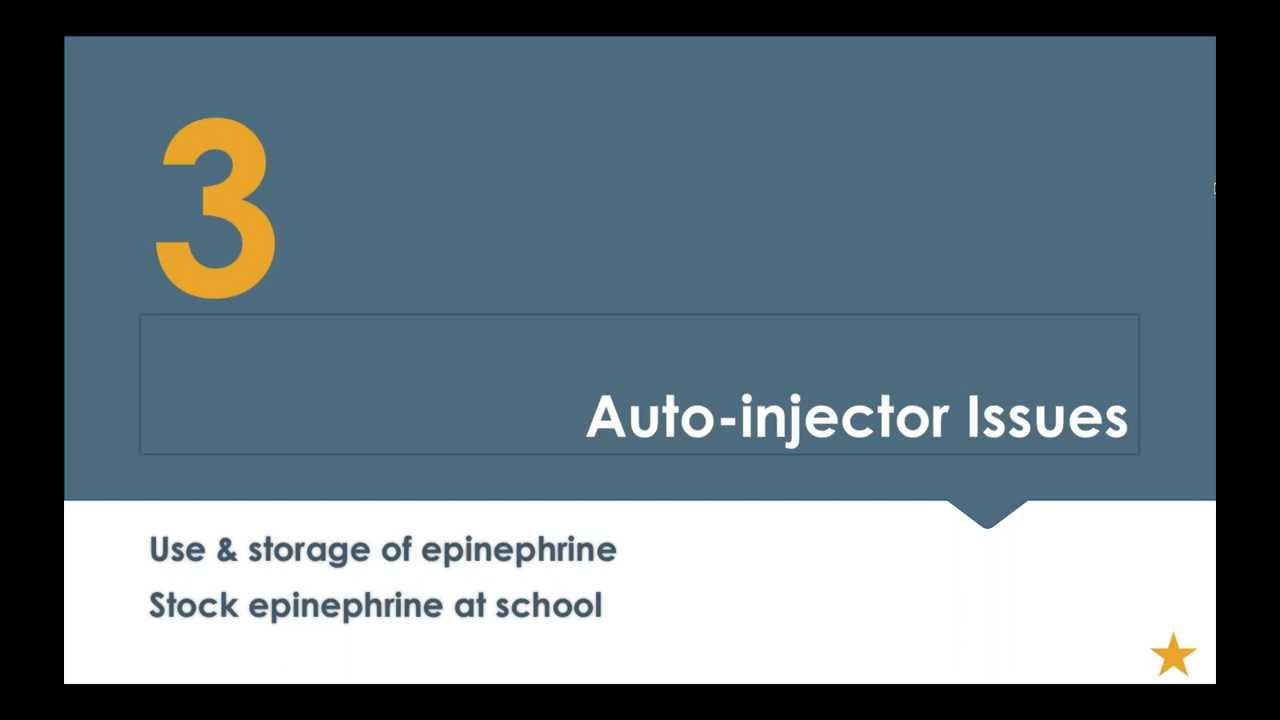 3
Auto-injector Issues
Use & storage of epinephrine
Stock epinephrine at school